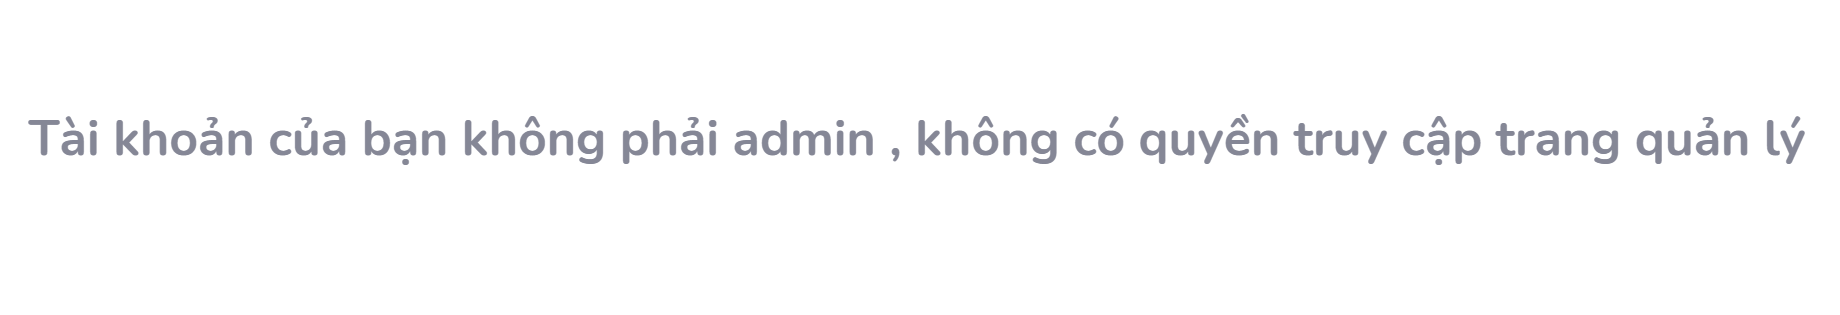 Tài khoản của bạn không phải admin , không có quyền truy cập trang quản lý